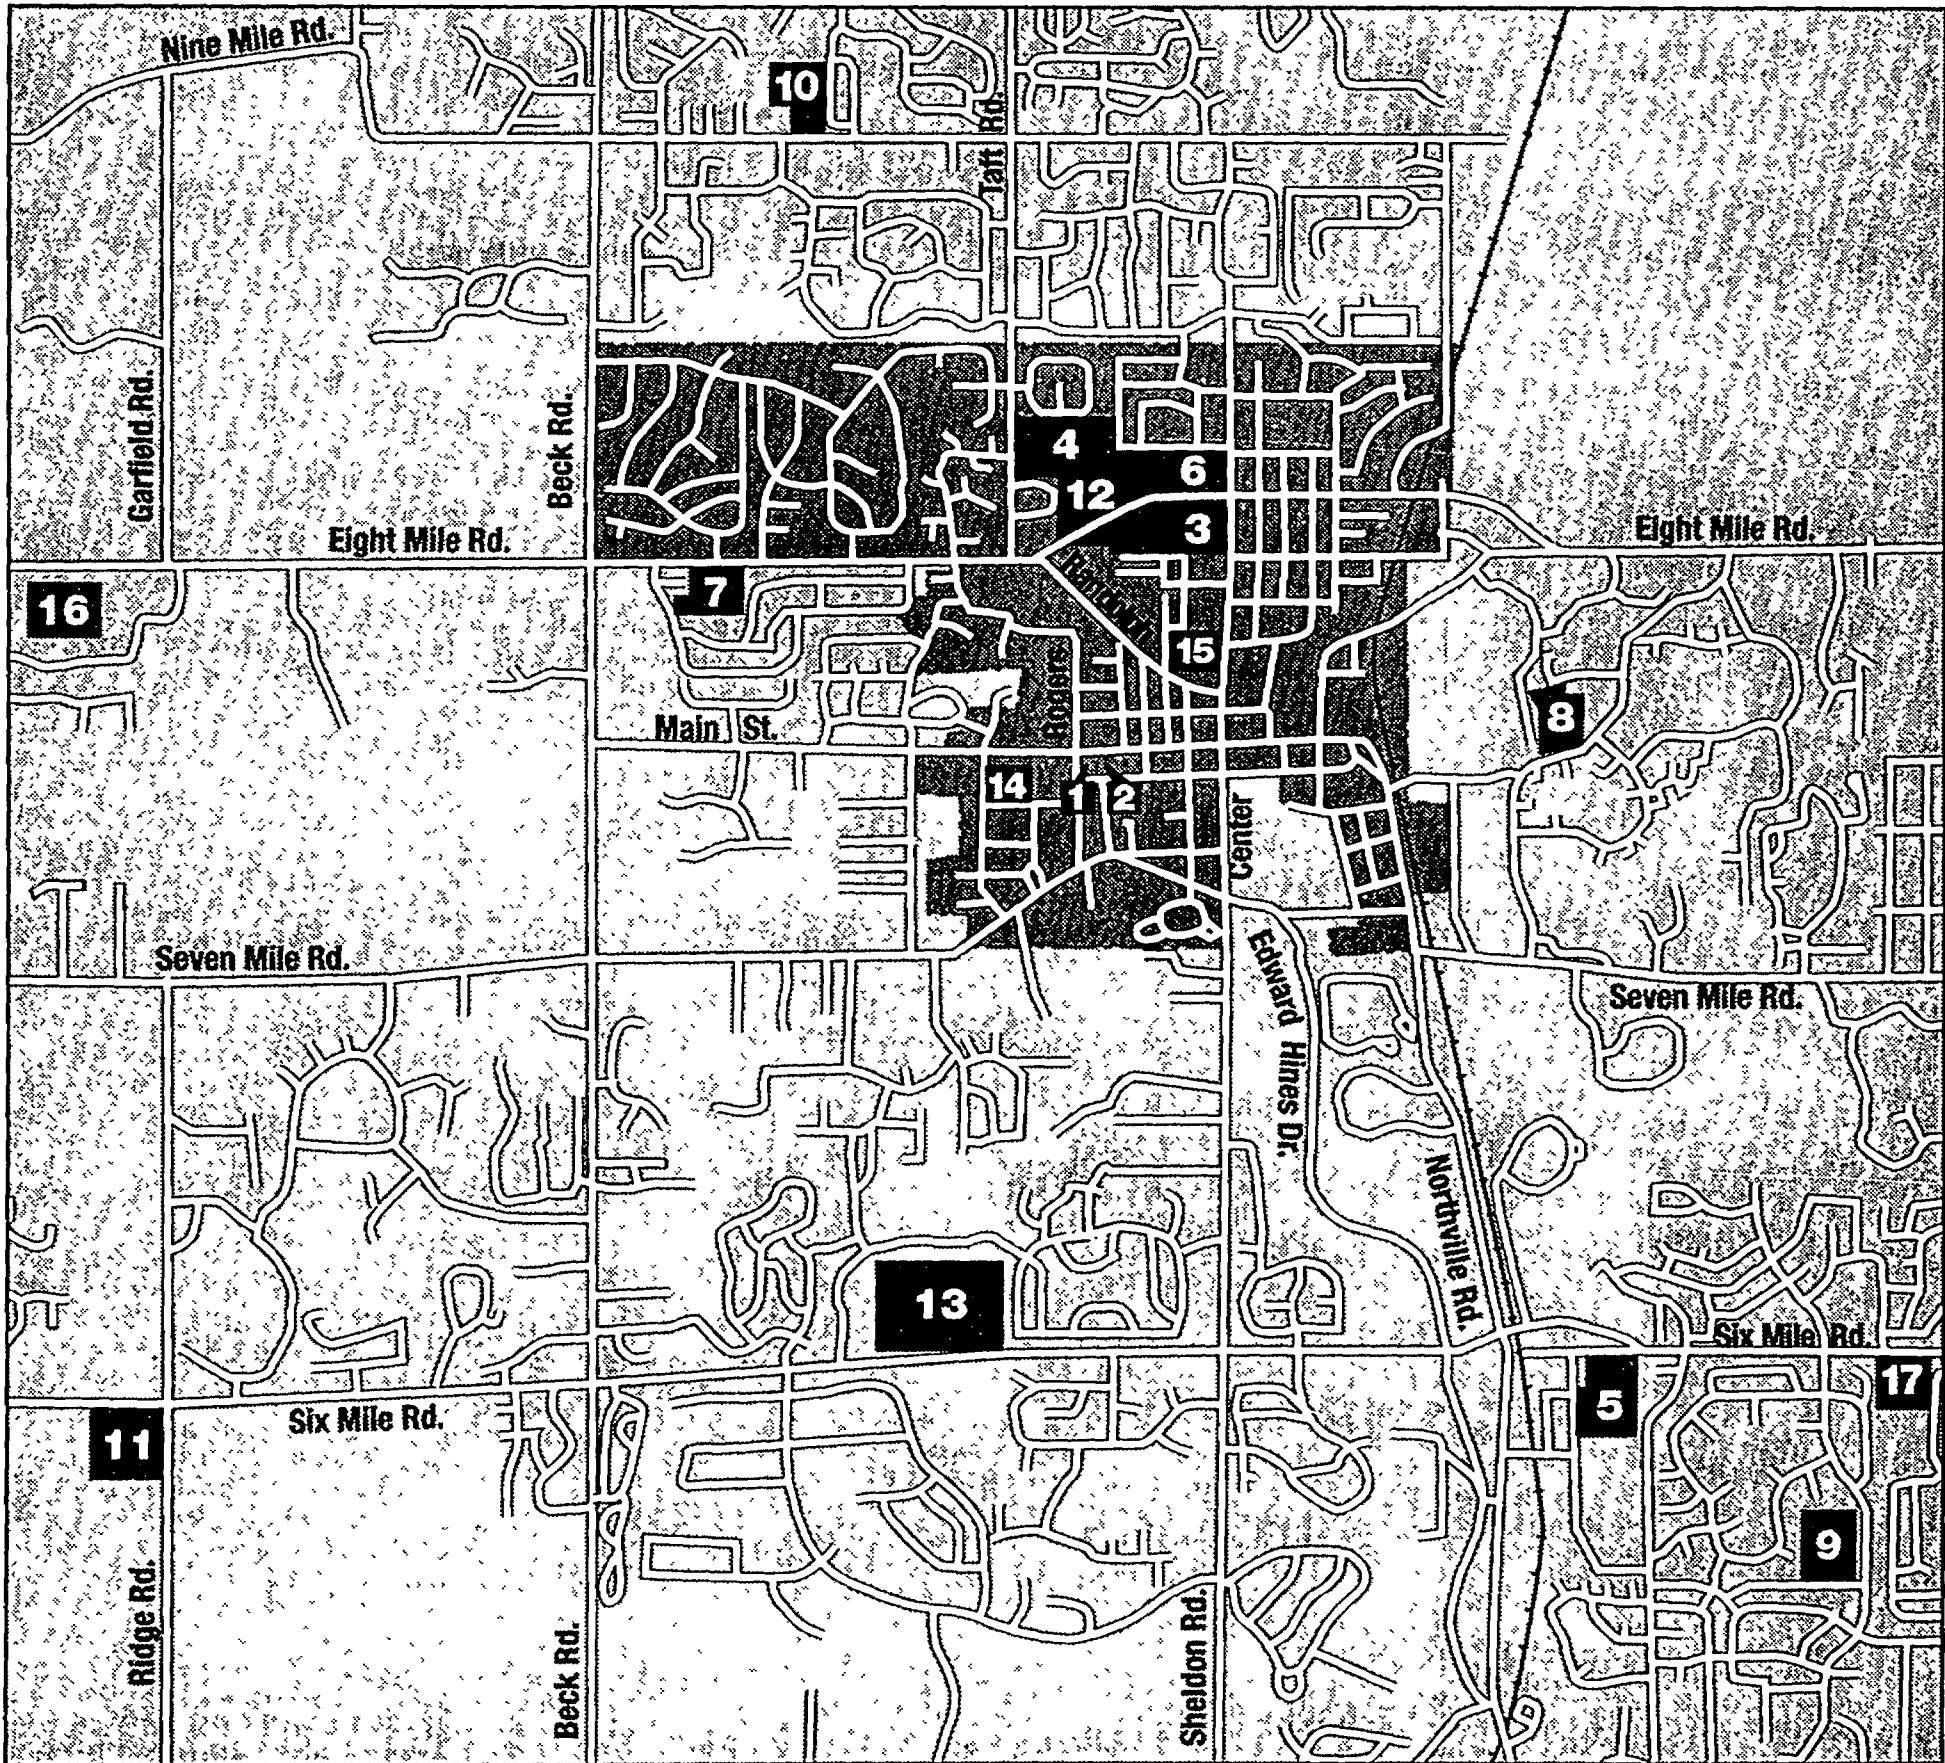 Nine Mile Rd.
10
Taft Rd.
Garfield Rd.
Beck Rd.
4
6
12
3
Eight Mile Rd.
Eight Mile Rd.
16
7
Randolph
15
Rogers
8
Main St.
14
1
2
Center
Seven Mile Rd.
Edward Hines Dr.
Seven Mile Rd.
Northville Rd.
13
Six Mile Rd.
5
17
Six Mile Rd.
11
9
Ridge Rd.
Beck Rd.
Sheldon Rd.